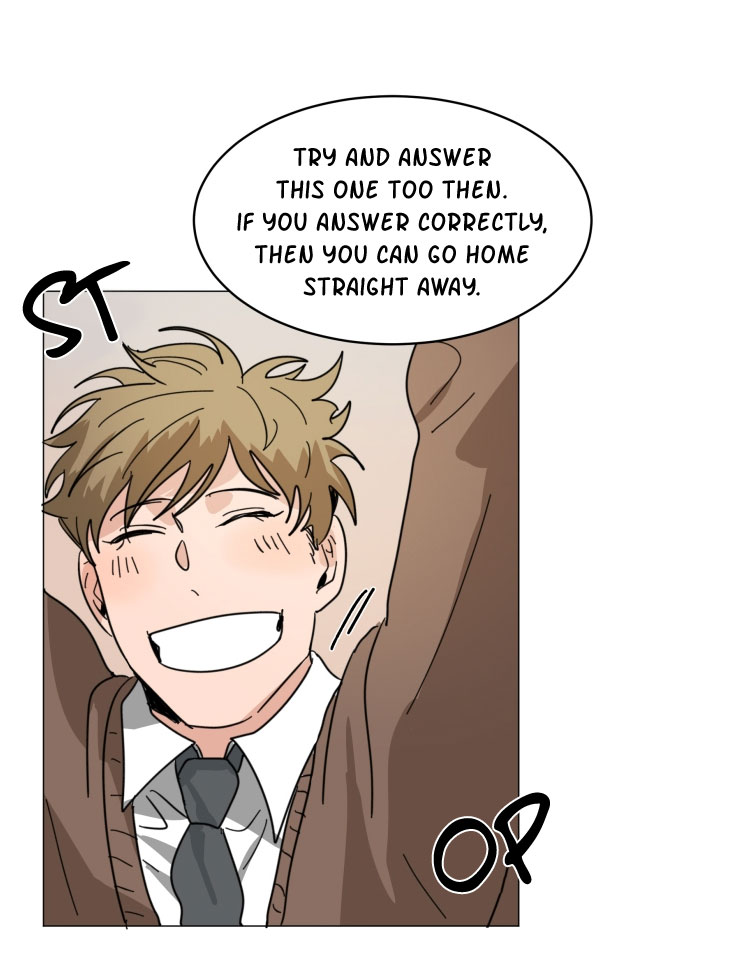 TRY AND ANSWER
THIS ONE TOO THEN.
IF YOU ANSWER CORRECTLY,
THEN YOU CAN GO HOME
STRAIGHT AWAY.
ST
OP